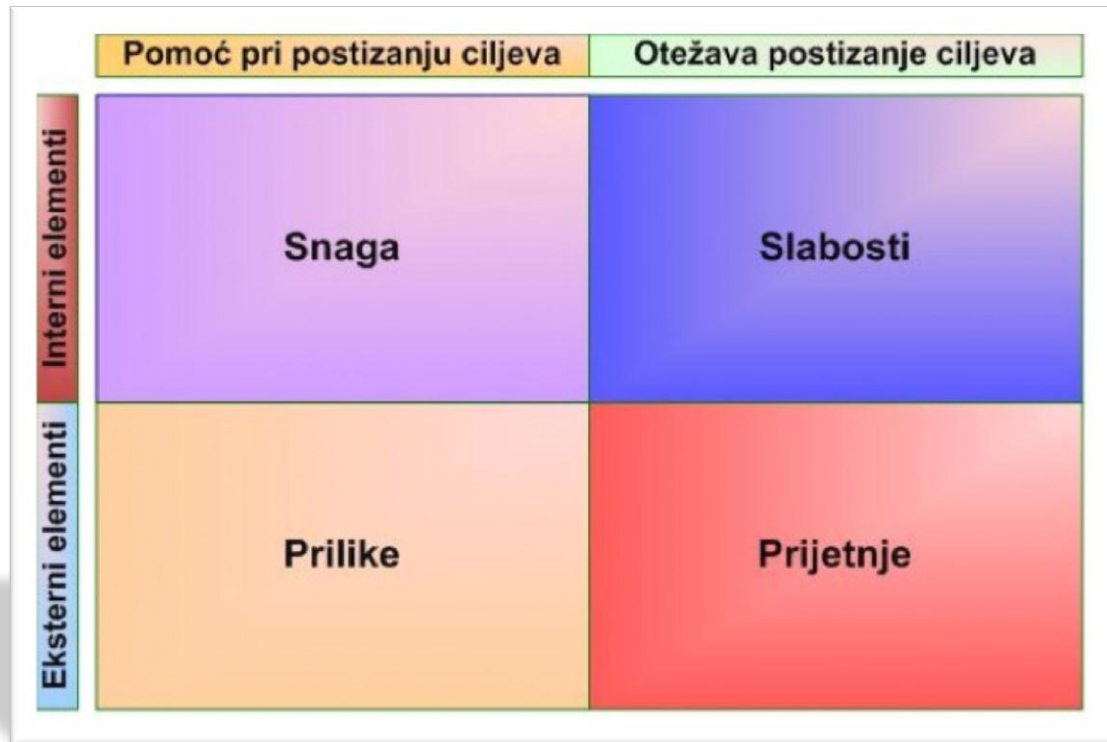 Pomoć pri postizanju ciljeva
Otežava postizanje ciljeva
Interni elementi
Snaga
Slabosti
Eksterni elementi
Prilike
Prijetnje